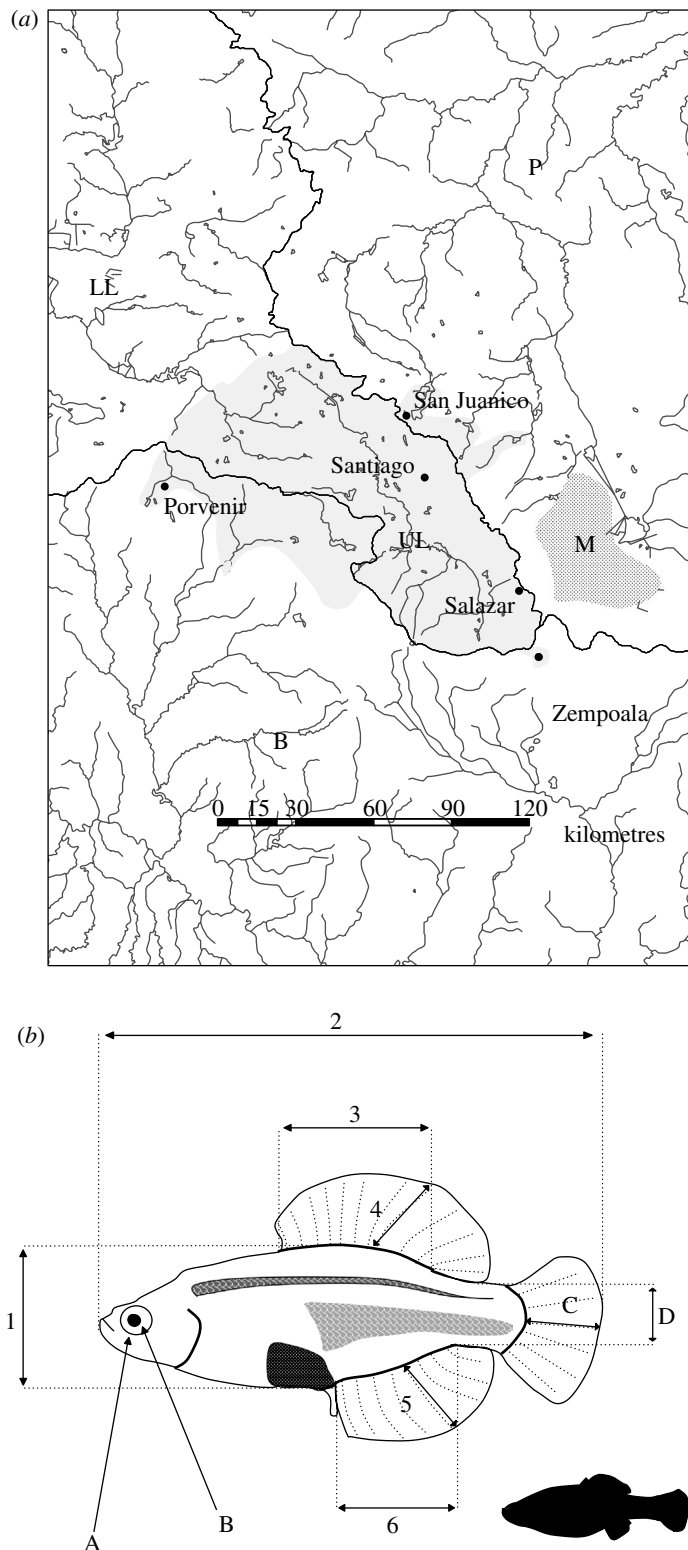 (a)
P
LL
San Juanico
Santiago
Porvenir
UL
M
Salazar
Zempoala
B
0 15 30 60 90 120
kilometres
(b)
2
3
4
1
C
D
5
B
6
A